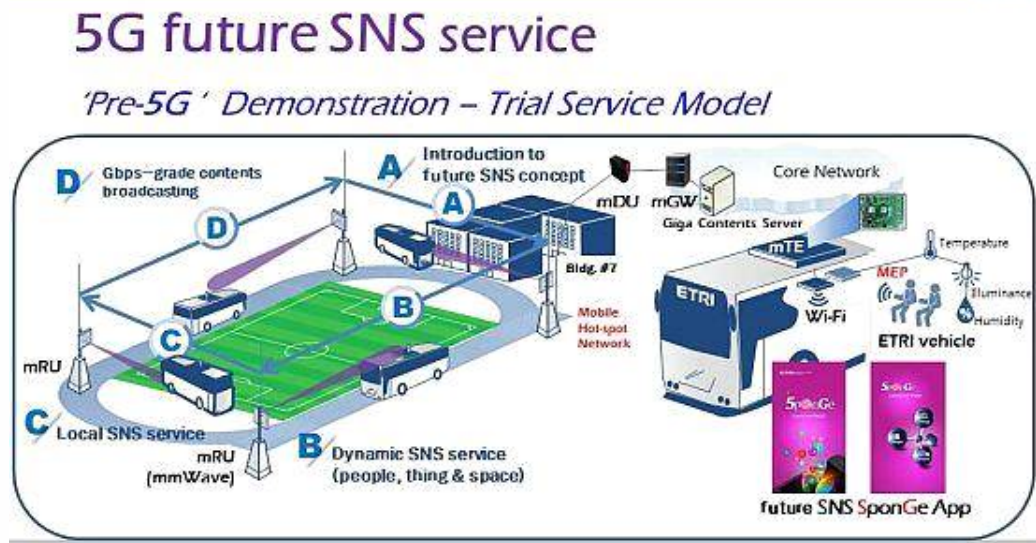 5G future SNS service
'Pre-5G ' Demonstration – Trial Service Model
D Gbps-grade contents
broadcasting
A Introduction to
future SNS concept
A
D
B
C
mDU
mGW
Giga Contents Server
Core Network
Bldg. #7
Mobile
Hot-spot
Network
mRU
C Local SNS service
mRU
(mmWave)
B Dynamic SNS service
(people, thing & space)
mTE
ETRI
Wi-Fi
MEP
Temperature
Illuminance
Humidity
ETRI vehicle
SponGe
future SNS SponGe App